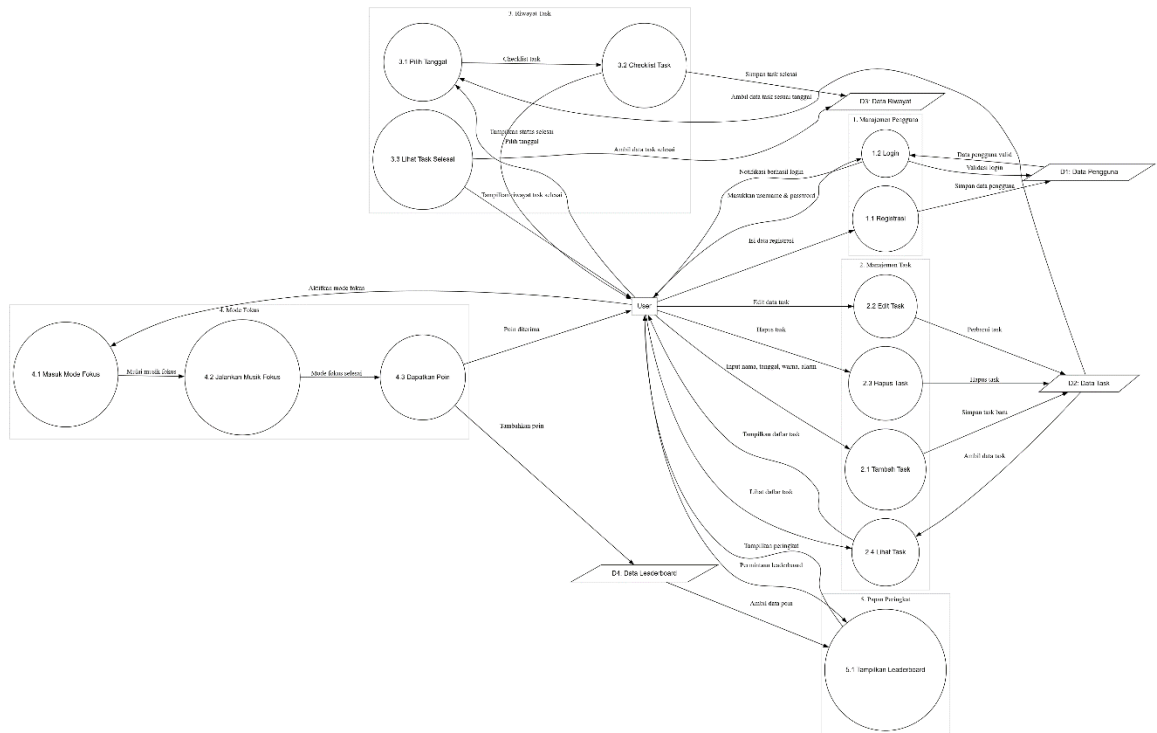 3. Riwayat Task
3.1 Pilih Tanggal
Checklist task
3.2 Checklist Task
Simpan task selesai
Ambil data task sesuai tanggal
D3: Data Riwayat
Tampilkan status selesai
Pilih tanggal
3.3 Lihat Task Selesai
Ambil data task selesai
Tampilkan riwayat task selesai
1. Manajemen Pengguna
1.2 Login
Data pengguna valid
Validasi login
D1: Data Pengguna
Notifikasi berhasil login
Simpan data pengguna
Masukkan username & password
1.1 Registrasi
Isi data registrasi
2. Manajemen Task
User
Edit data task
2.2 Edit Task
Perbarui task
Hapus task
2.3 Hapus Task
Hapus task
D2: Data Task
Input nama, tanggal, warna, alarm
Simpan task baru
2.1 Tambah Task
Tampilkan daftar task
Ambil data task
Lihat daftar task
2.4 Lihat Task
Aktifkan mode fokus
4. Mode Fokus
4.1 Masuk Mode Fokus
Mulai musik fokus
4.2 Jalankan Musik Fokus
Mode fokus selesai
4.3 Dapatkan Poin
Poin diterima
Tambahkan poin
Tampilkan peringkat
Permintaan leaderboard
D4: Data Leaderboard
Ambil data poin
5. Papan Peringkat
5.1 Tampilkan Leaderboard